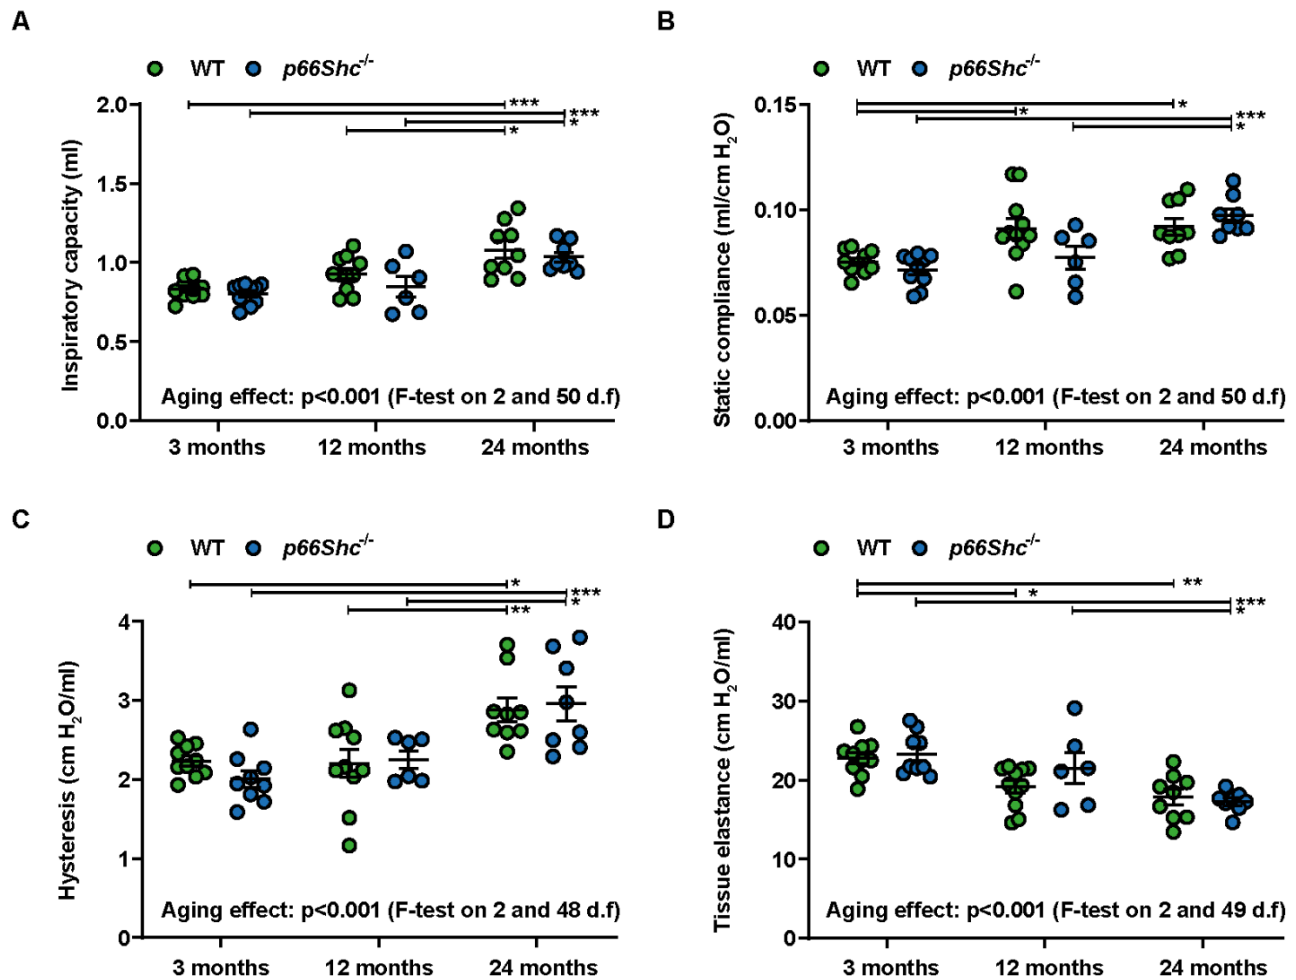 A
WT p66Shc-/-
2.0
1.5
1.0
0.5
0.0
Inspiratory capacity (ml)
***
***
*
*
Aging effect: p<0.001 (F-test on 2 and 50 d.f)
3 months 12 months 24 months
B
WT p66Shc-/-
0.15
0.10
0.05
0.00
Static compliance (ml/cm H2O)
*
*
***
*
Aging effect: p<0.001 (F-test on 2 and 50 d.f)
3 months 12 months 24 months
C
WT p66Shc-/-
4
3
2
1
0
Hysteresis (cm H2O/ml)
*
***
*
**
Aging effect: p<0.001 (F-test on 2 and 48 d.f)
3 months 12 months 24 months
D
WT p66Shc-/-
40
30
20
10
0
Tissue elastance (cm H2O/ml)
**
*
***
*
Aging effect: p<0.001 (F-test on 2 and 49 d.f)
3 months 12 months 24 months